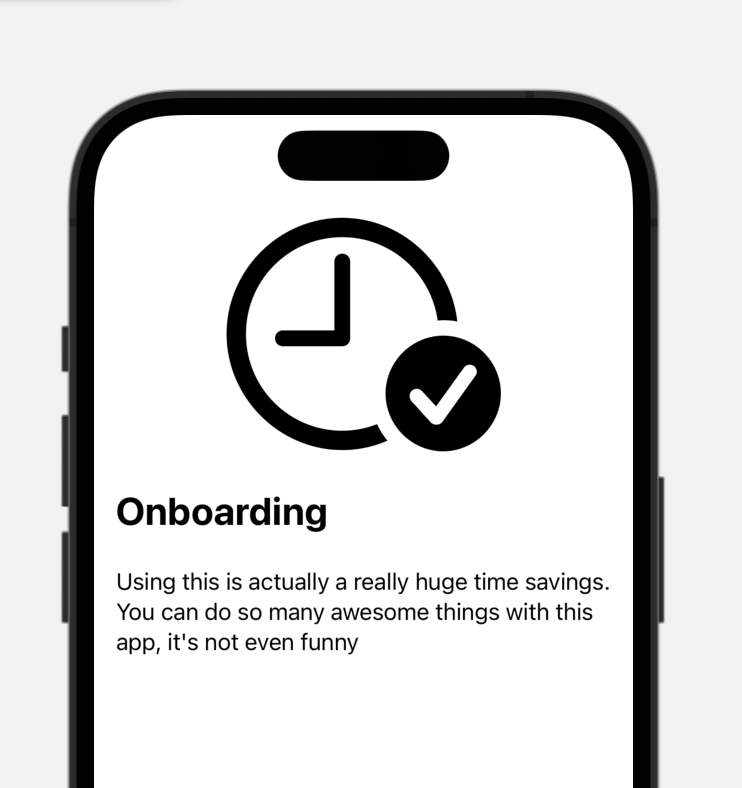 Onboarding
Using this is actually a really huge time savings.
You can do so many awesome things with this
app, it's not even funny